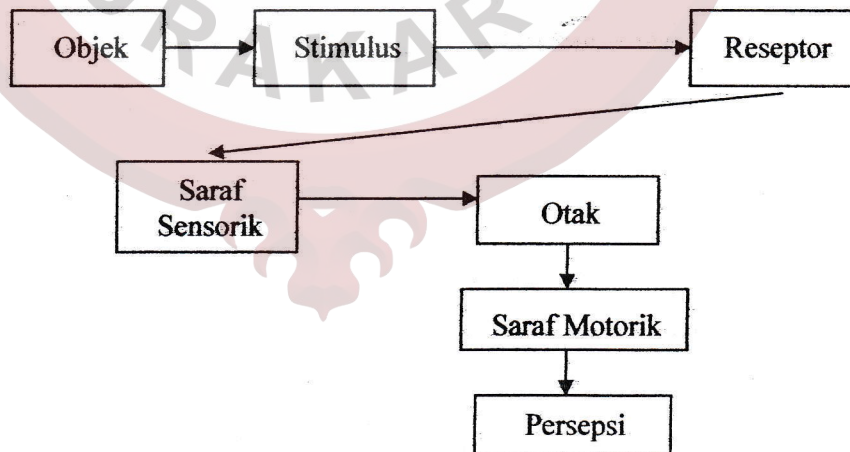 Objek
Stimulus
Reseptor
Saraf
Sensorik
Otak
Saraf Motorik
Persepsi